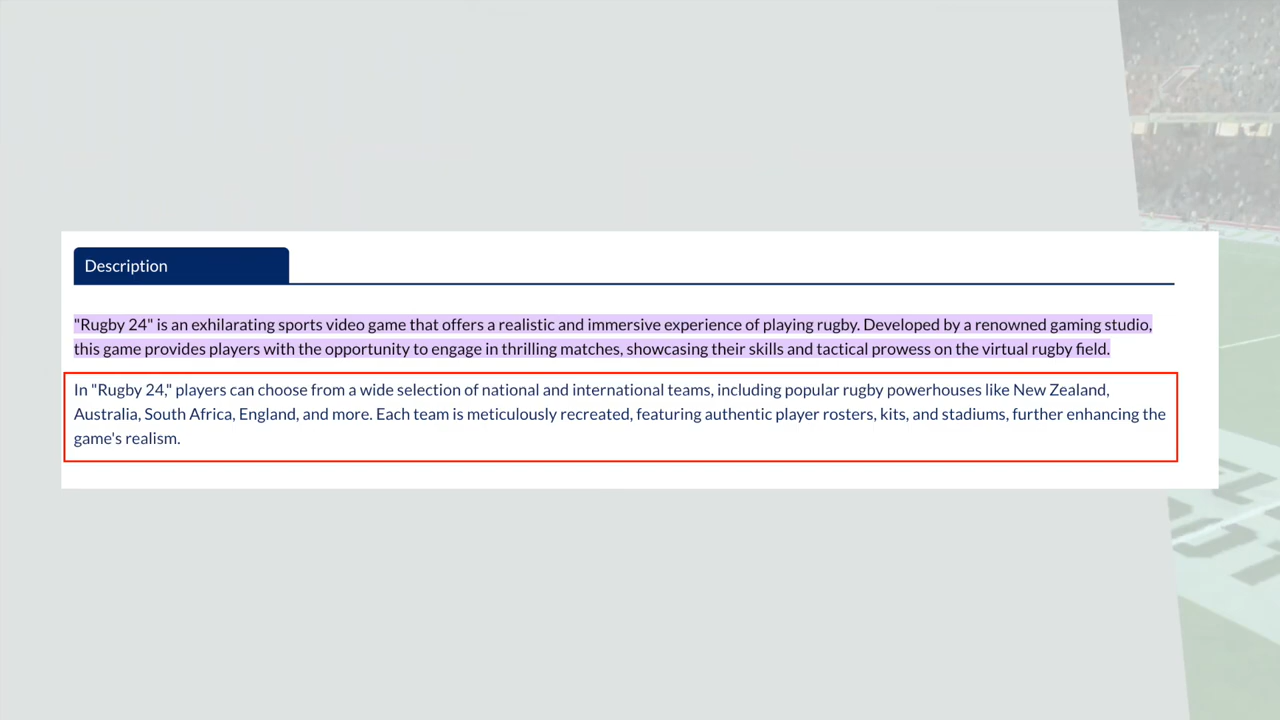 Description
"Rugby 24" is an exhilarating sports video game that offers a realistic and immersive experience of playing rugby. Developed by a renowned gaming studio,
this game provides players with the opportunity to engage in thrilling matches, showcasing their skills and tactical prowess on the virtual rugby field.
In "Rugby 24," players can choose from a wide selection of national and international teams, including popular rugby powerhouses like New Zealand,
Australia, South Africa, England, and more. Each team is meticulously recreated, featuring authentic player rosters, kits, and stadiums, further enhancing the
game's realism.